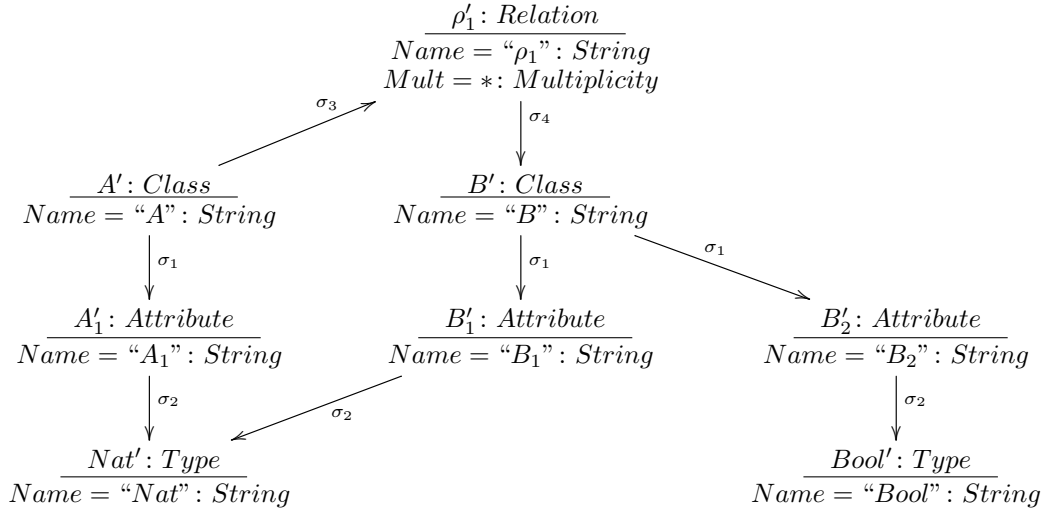 ρ′₁ : Relation
Name = “ρ₁” : String
Mult = ∗ : Multiplicity
σ₃
σ₄
A′ : Class
Name = “A” : String
B′ : Class
Name = “B” : String
σ₁
σ₁
σ₁
A′₁ : Attribute
Name = “A₁” : String
B′₁ : Attribute
Name = “B₁” : String
B′₂ : Attribute
Name = “B₂” : String
σ₂
σ₂
σ₂
Nat′ : Type
Name = “Nat” : String
Bool′ : Type
Name = “Bool” : String